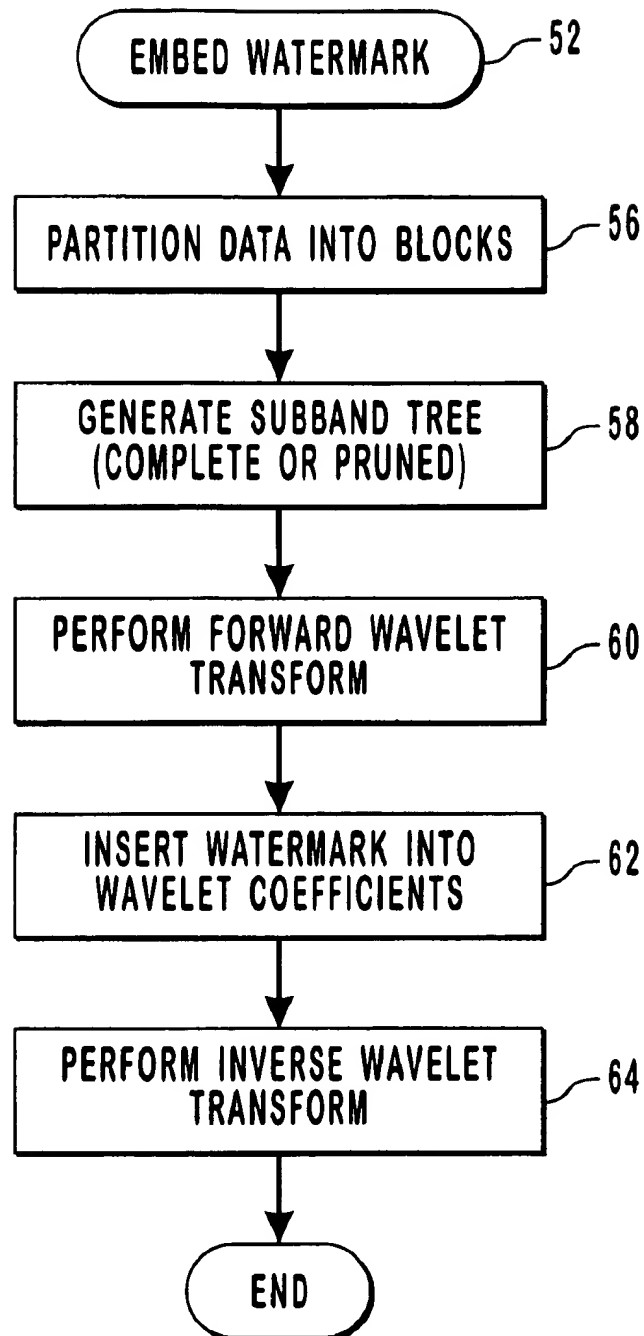 EMBED WATERMARK
52
PARTITION DATA INTO BLOCKS
56
GENERATE SUBBAND TREE
(COMPLETE OR PRUNED)
58
PERFORM FORWARD WAVELET
TRANSFORM
60
INSERT WATERMARK INTO
WAVELET COEFFICIENTS
62
PERFORM INVERSE WAVELET
TRANSFORM
64
END